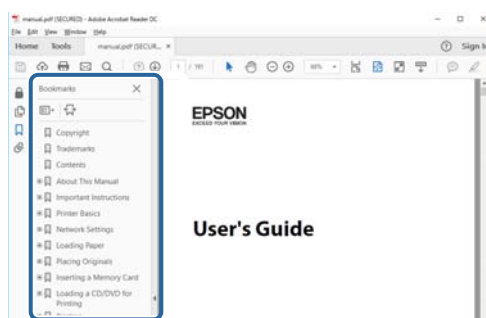 manual.pdf (SECURED) - Adobe Acrobat Reader DC
File Edit View Window Help
Home Tools manual.pdf (SECUR... ×
Sign In
1 / 191
Bookmarks
Copyright
Trademarks
Contents
About This Manual
Important Instructions
Printer Basics
Network Settings
Loading Paper
Placing Originals
Inserting a Memory Card
Loading a CD/DVD for
Printing
EPSON
EXCEED YOUR VISION
User's Guide